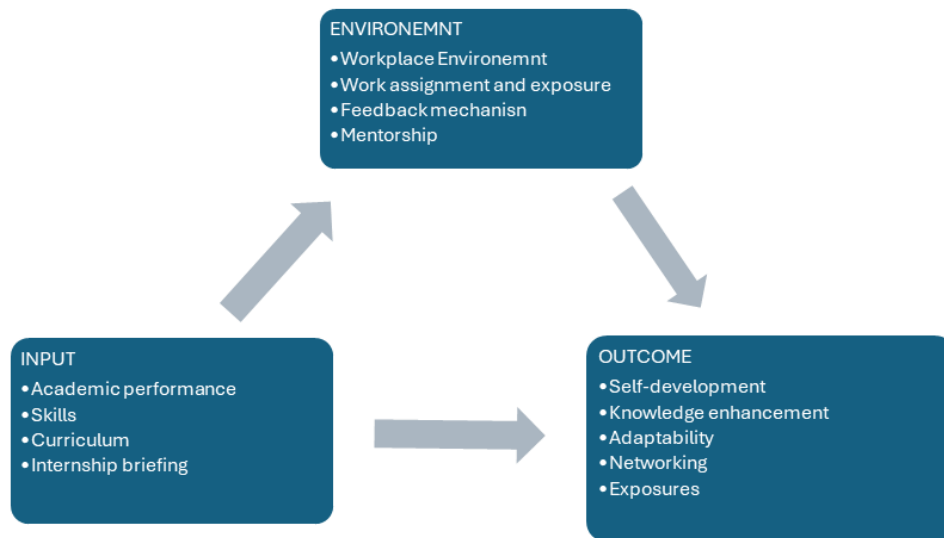 ENVIRONEMNT
•Workplace Environemnt
•Work assignment and exposure
•Feedback mechanisn
•Mentorship
INPUT
•Academic performance
•Skills
•Curriculum
•Internship briefing
OUTCOME
•Self-development
•Knowledge enhancement
•Adaptability
•Networking
•Exposures